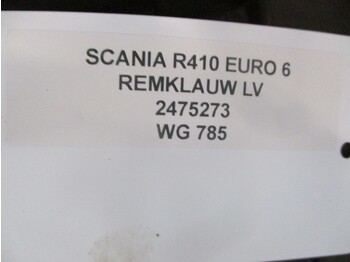 SCANIA R410 EURO 6
REMKLAUW LV
2475273
WG 785